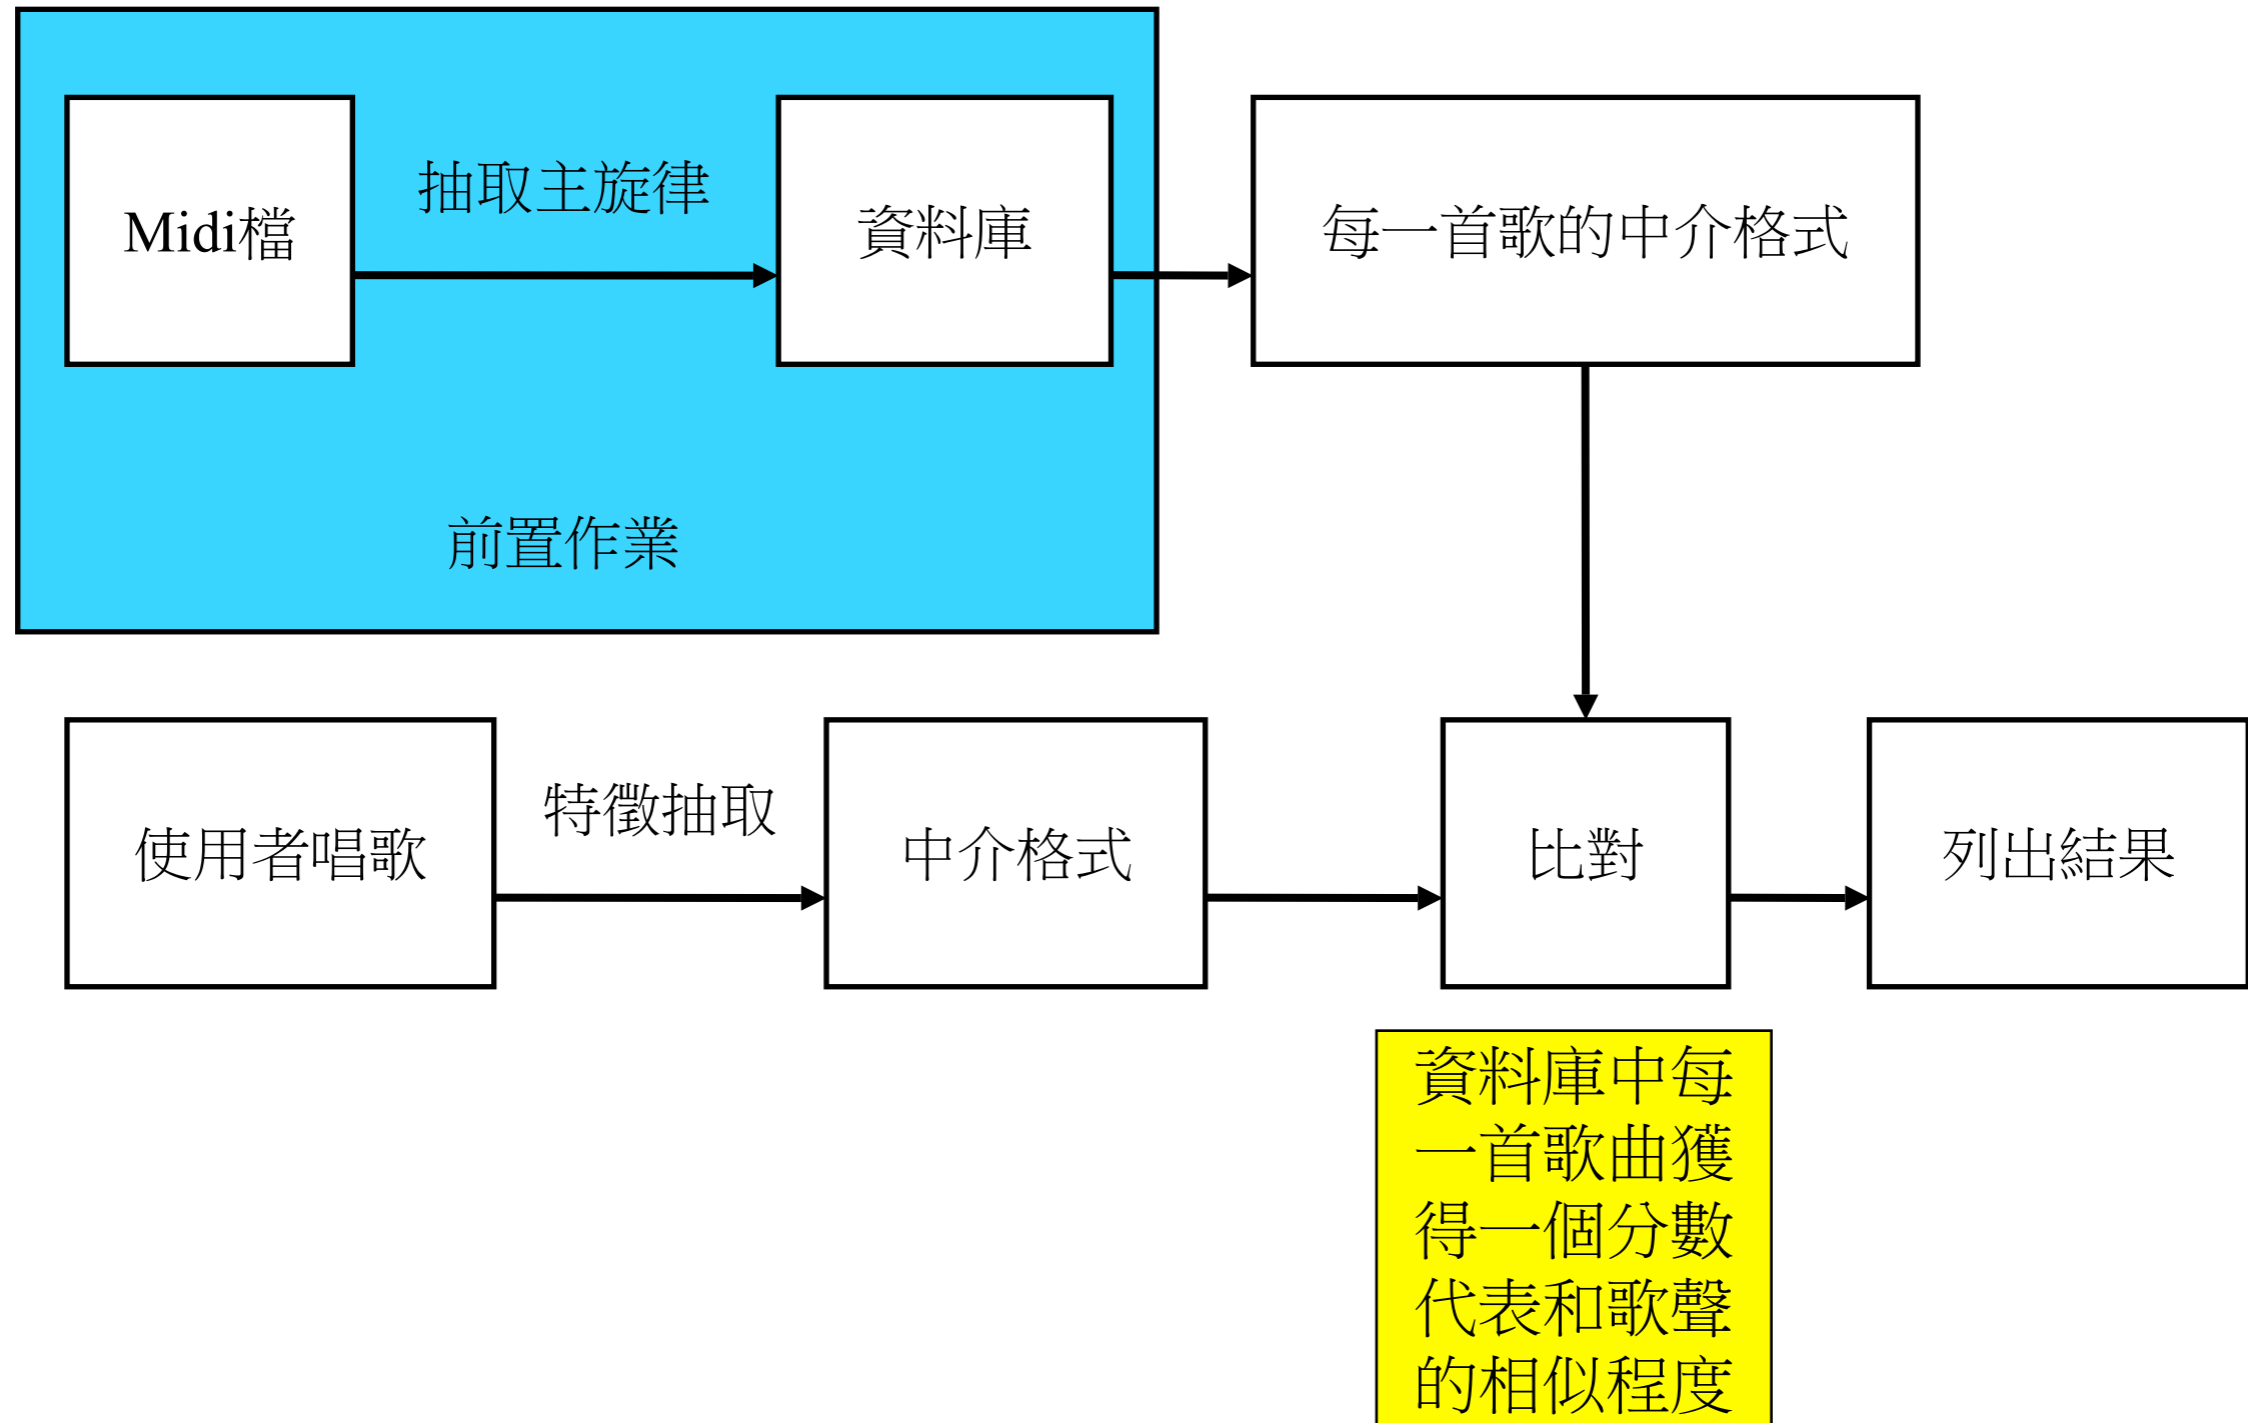 Midi檔
抽取主旋律
資料庫
每一首歌的中介格式
前置作業
使用者唱歌
特徵抽取
中介格式
比對
列出結果
資料庫中每
一首歌曲獲
得一個分數
代表和歌聲
的相似程度